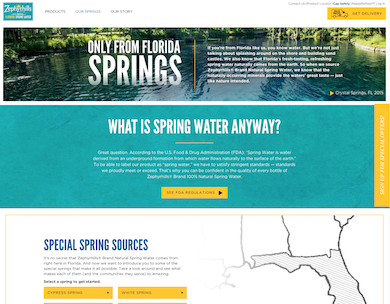 Zephyrhills
PRODUCTS
OUR SPRINGS
OUR STORY
GET DELIVERY
ONLY FROM FLORIDA
SPRINGS
If you're from Florida like us, you know water. But we're not just
talking about splashing around on the shore and building sand
castles. We also know that Florida's fresh-tasting, refreshing
spring water naturally comes from the earth. So when we source
Zephyrhills® Brand Natural Spring Water, we know that the
naturally occurring minerals provide the waters' great taste — just
like nature intended.
Crystal Springs, FL 2015
WHAT IS SPRING WATER ANYWAY?
Great question. According to the U.S. Food & Drug Administration (FDA): "Spring Water is water
derived from an underground formation from which water flows naturally to the surface of the earth."
To be able to label our product as "spring water," we have to satisfy stringent standards — standards
we proudly meet or exceed. That's why you can be confident in the quality of every bottle of
Zephyrhills® Brand 100% Natural Spring Water.
SEE FDA REGULATIONS
SIGN UP FOR SPECIAL OFFERS!
SPECIAL SPRING SOURCES
It's no secret that Zephyrhills® Brand Natural Spring Water comes from
right here in Florida. And now we want to introduce you to some of the
special springs that make it all possible. Take a look around and see what
makes each of them (and the communities they serve) so amazing.
Select a spring to get started.
CYPRESS SPRING
WHITE SPRING